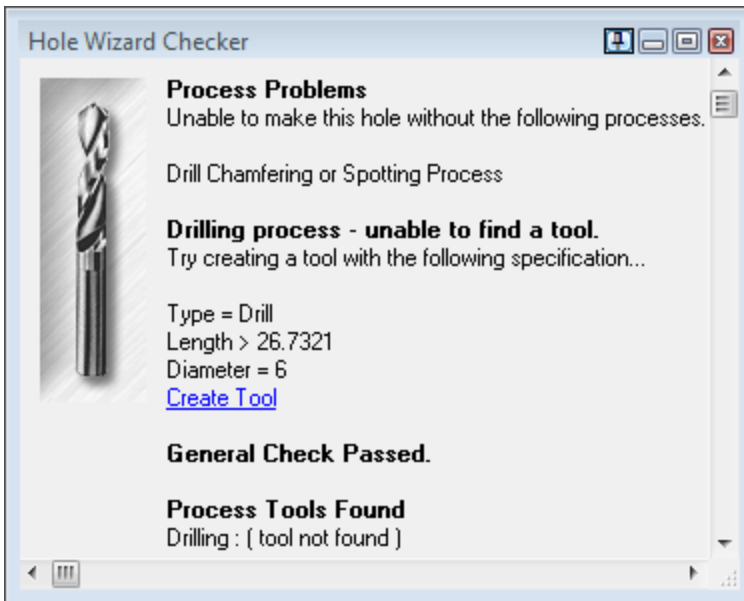 Hole Wizard Checker
Process Problems
Unable to make this hole without the following processes.
Drill Chamfering or Spotting Process
Drilling process - unable to find a tool.
Try creating a tool with the following specification...
Type = Drill
Length > 26.7321
Diameter = 6
Create Tool
General Check Passed.
Process Tools Found
Drilling : ( tool not found )